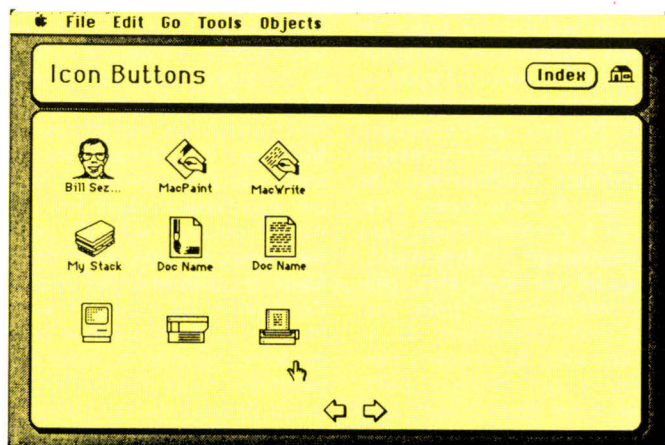 File Edit Go Tools Objects
Icon Buttons
Index
Bill Sez... MacPaint MacWrite
My Stack Doc Name Doc Name